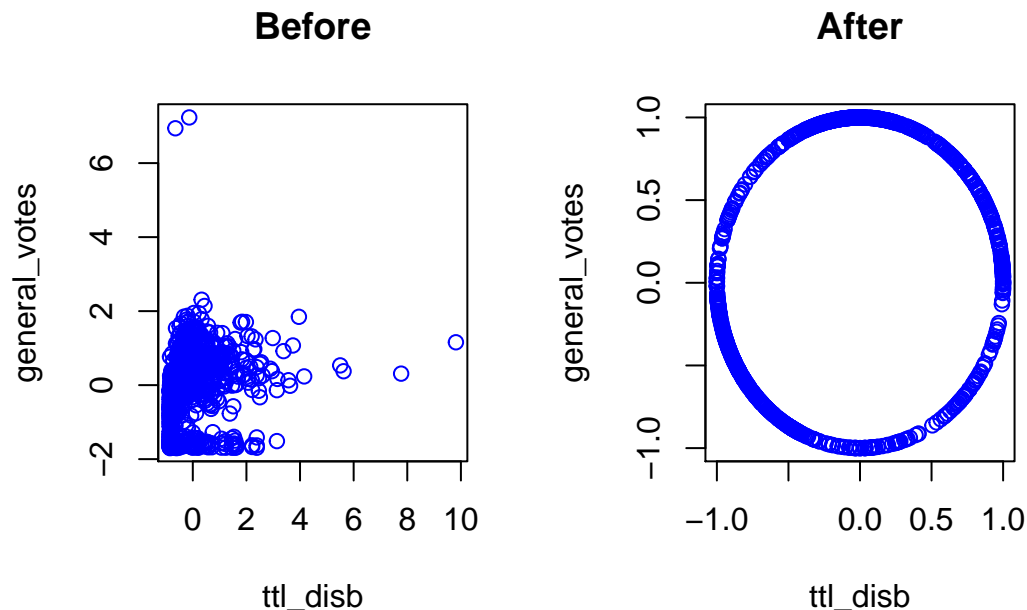 Before
general_votes
6
4
2
0
−2
0 2 4 6 8 10
ttl_disb
After
general_votes
1.0
0.5
0.0
−1.0
−1.0 0.0 0.5 1.0
ttl_disb